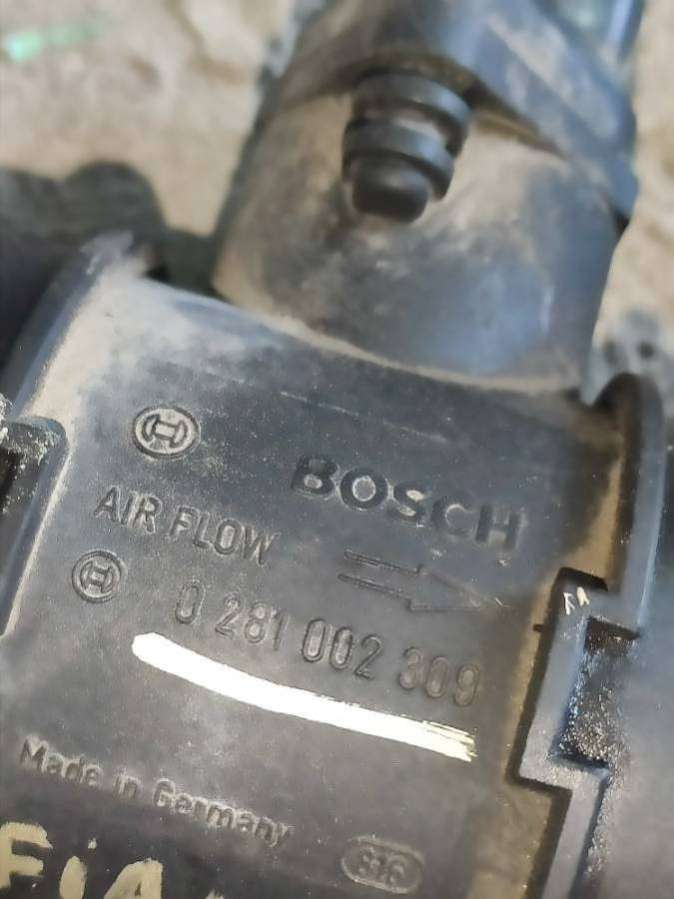 BOSCH
AIR FLOW
0 281 002 309
Made in Germany